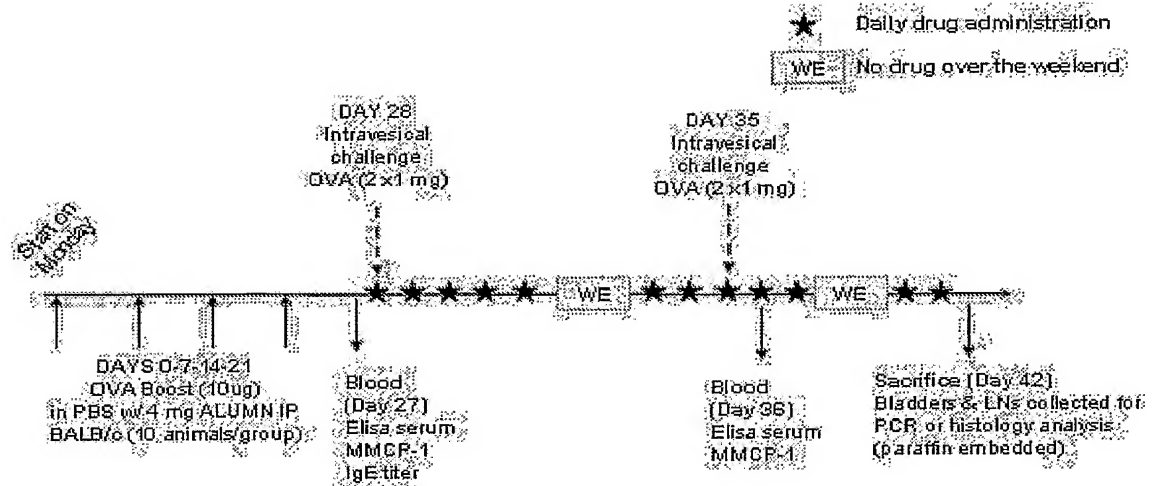 Daily drug administration
WE No drug over the weekend
DAY 28
Intravesical
challenge
OVA (2×1 mg)
DAY 35
Intravesical
challenge
OVA (2×1 mg)
Start on
Monday
WE
WE
DAYS 0-7-14-21
OVA Boost (10ug)
in PBS w/ 4 mg ALUMN IP
BALB/c (10 animals/group)
Blood
(Day 27)
Elisa serum
MMCP-1
IgE titer
Blood
(Day 36)
Elisa serum
MMCP-1
Sacrifice (Day 42)
Bladders & LNs collected for
PCR or histology analysis
(paraffin embedded)